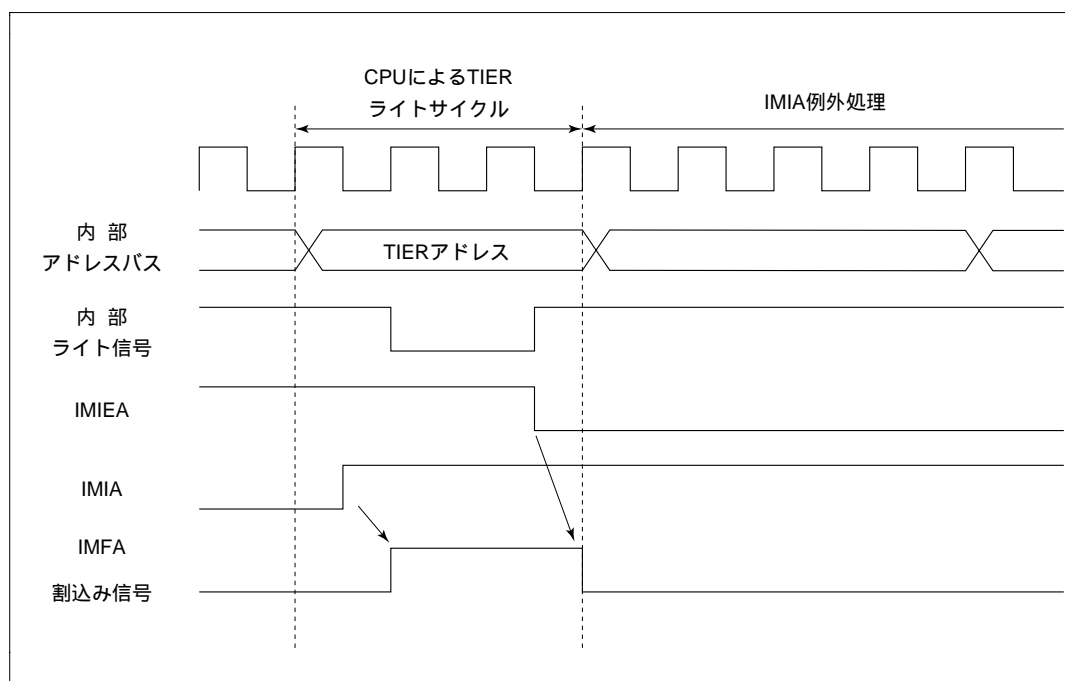 CPUによるTIER
ライトサイクル
IMIA例外処理
内 部
アドレスバス
TIERアドレス
内 部
ライト信号
IMIEA
IMIA
IMFA
割込み信号